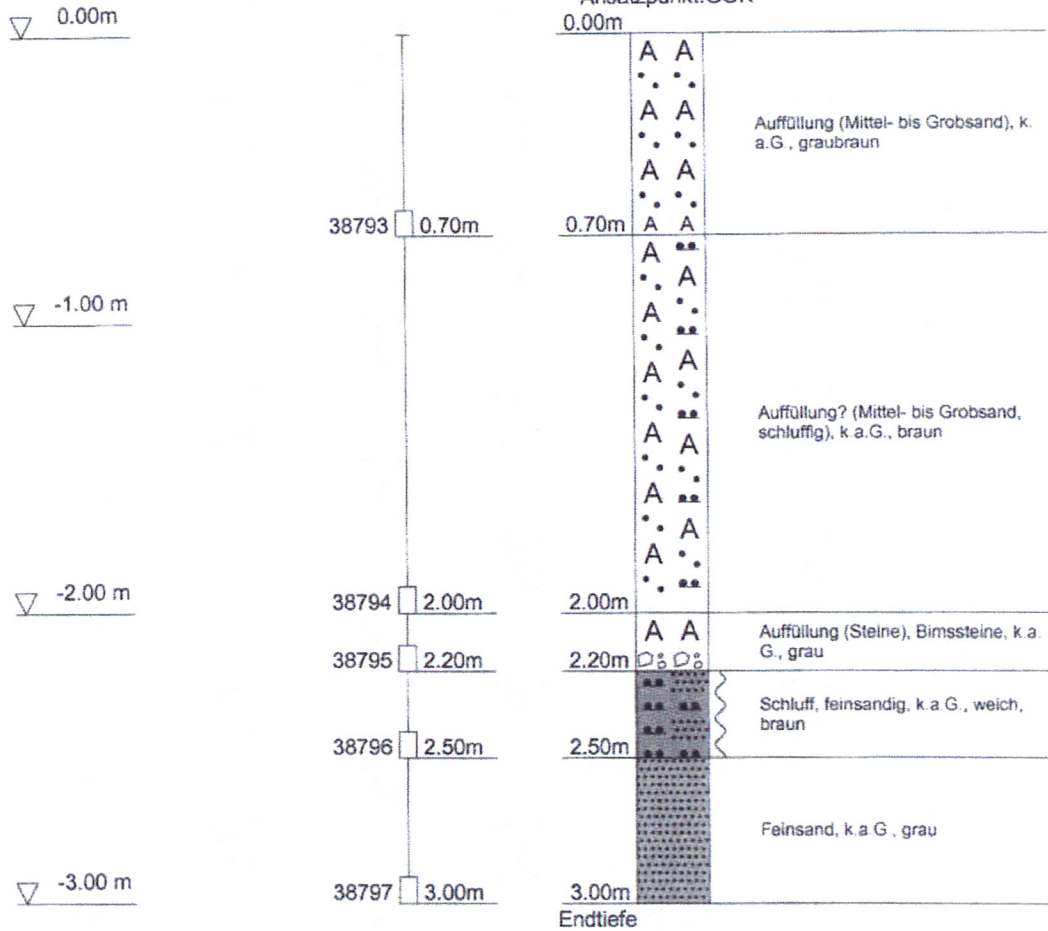 Ansatzpunkt:GOK
0.00m
0.00m
A A
A A
Auffüllung (Mittel- bis Grobsand), k.
a.G., graubraun
A A
38793 0.70m
0.70m A A
A
A
-1.00 m
A
A
A
Auffüllung? (Mittel- bis Grobsand,
schluffig), k.a.G., braun
A
A
A
A
A
-2.00 m
38794 2.00m
2.00m
A A
Auffüllung (Steine), Bimssteine, k.a.
G., grau
38795 2.20m
2.20m
Schluff, feinsandig, k.a.G., weich,
braun
38796 2.50m
2.50m
Feinsand, k.a.G., grau
-3.00 m
38797 3.00m
3.00m
Endtiefe